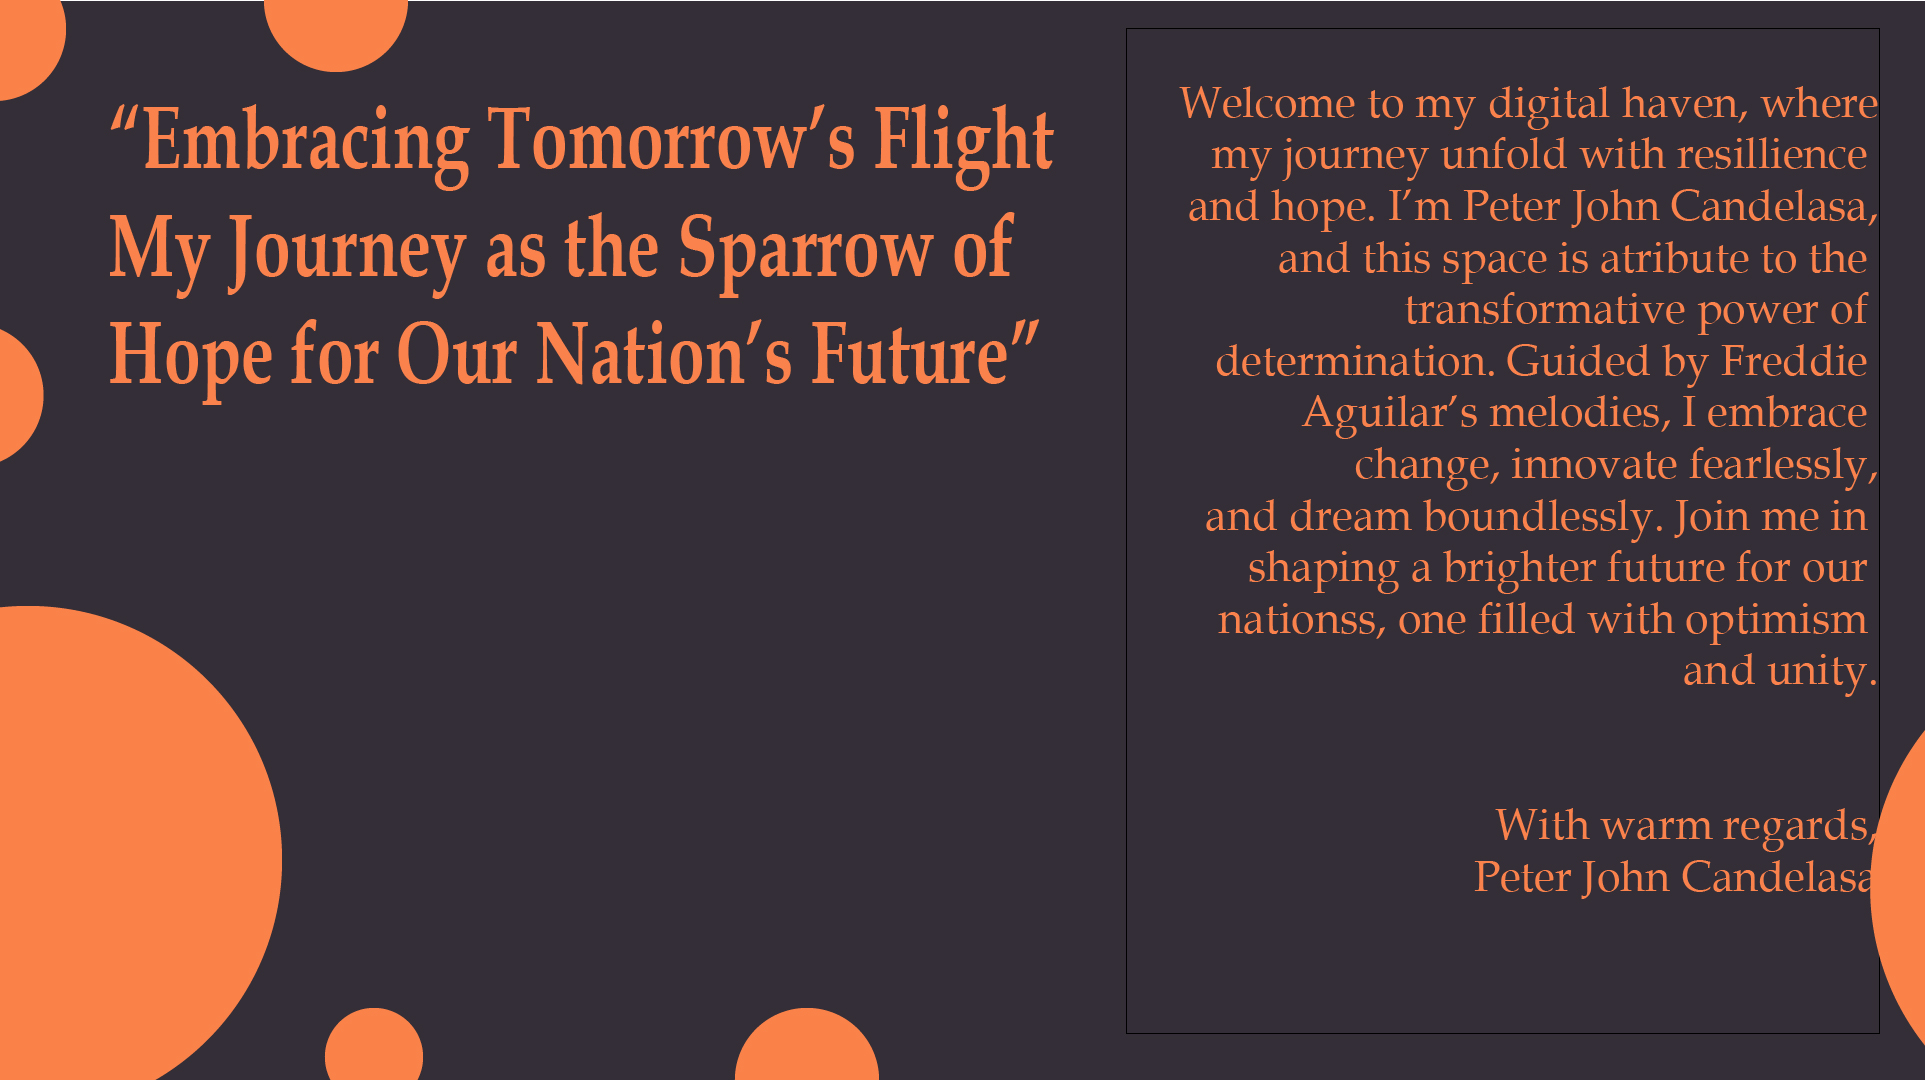 “Embracing Tomorrow’s Flight
My Journey as the Sparrow of
Hope for Our Nation’s Future”
Welcome to my digital haven, where
my journey unfold with resillience
and hope. I’m Peter John Candelasa,
and this space is atribute to the
transformative power of
determination. Guided by Freddie
Aguilar’s melodies, I embrace
change, innovate fearlessly,
and dream boundlessly. Join me in
shaping a brighter future for our
nationss, one filled with optimism
and unity.
With warm regards,
Peter John Candelasa